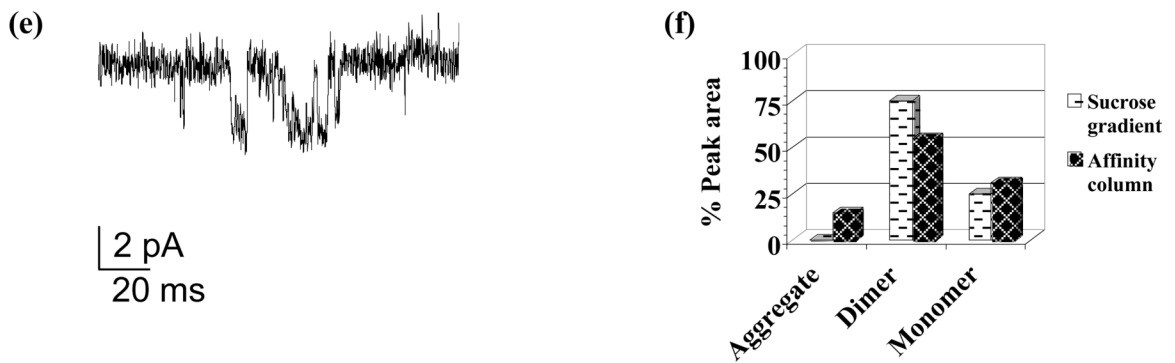 (e)
2 pA
20 ms
(f)
% Peak area
100
75
50
25
0
Aggregate
Dimer
Monomer
Sucrose
gradient
Affinity
column